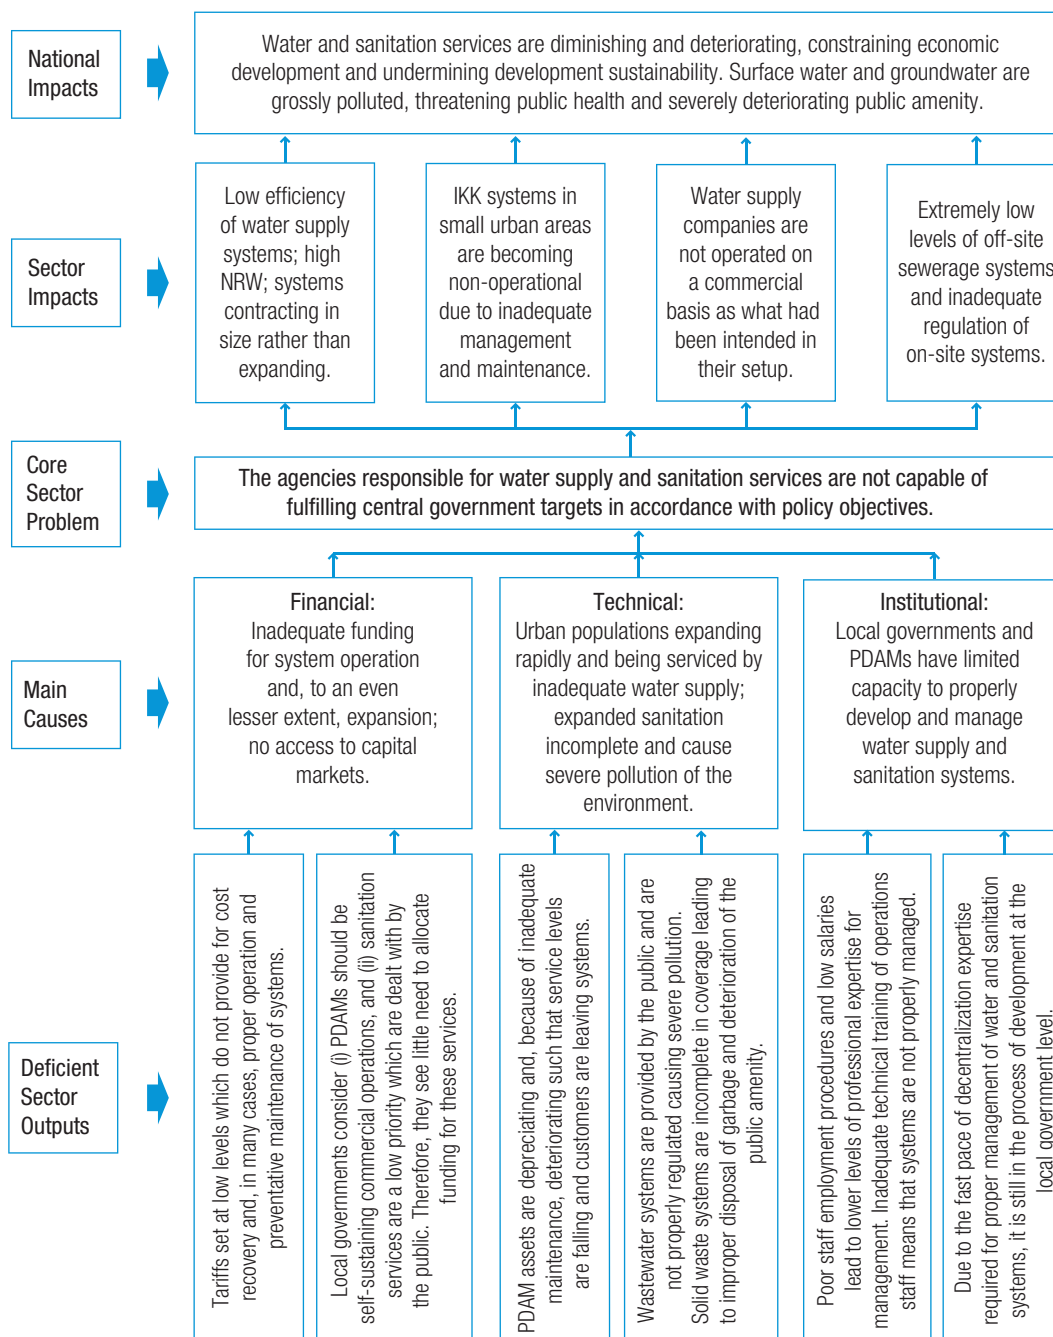 National
Impacts
Water and sanitation services are diminishing and deteriorating, constraining economic
development and undermining development sustainability. Surface water and groundwater are
grossly polluted, threatening public health and severely deteriorating public amenity.
Sector
Impacts
Low efficiency
of water supply
systems; high
NRW; systems
contracting in
size rather than
expanding.
IKK systems in
small urban areas
are becoming
non-operational
due to inadequate
management
and maintenance.
Water supply
companies are
not operated on
a commercial
basis as what had
been intended in
their setup.
Extremely low
levels of off-site
sewerage systems
and inadequate
regulation of
on-site systems.
Core
Sector
Problem
The agencies responsible for water supply and sanitation services are not capable of
fulfilling central government targets in accordance with policy objectives.
Main
Causes
Financial:
Inadequate funding
for system operation
and, to an even
lesser extent, expansion;
no access to capital
markets.
Technical:
Urban populations expanding
rapidly and being serviced by
inadequate water supply;
expanded sanitation
incomplete and cause
severe pollution of the
environment.
Institutional:
Local governments and
PDAMs have limited
capacity to properly
develop and manage
water supply and
sanitation systems.
Deficient
Sector
Outputs
Tariffs set at low levels which do not provide for cost
recovery and, in many cases, proper operation and
preventative maintenance of systems.
Local governments consider (i) PDAMs should be
self-sustaining commercial operations, and (ii) sanitation
services are a low priority which are dealt with by
the public. Therefore, they see little need to allocate
funding for these services.
PDAM assets are depreciating and, because of inadequate
maintenance, deteriorating such that service levels
are falling and customers are leaving systems.
Wastewater systems are provided by the public and are
not properly regulated causing severe pollution.
Solid waste systems are incomplete in coverage leading
to improper disposal of garbage and deterioration of the
public amenity.
Poor staff employment procedures and low salaries
lead to lower levels of professional expertise for
management. Inadequate technical training of operations
staff means that systems are not properly managed.
Due to the fast pace of decentralization expertise
required for proper management of water and sanitation
systems, it is still in the process of development at the
local government level.